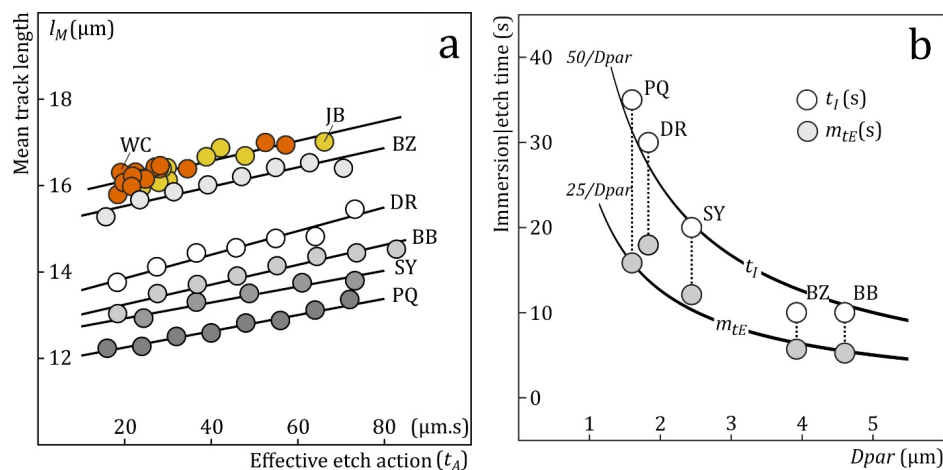 Mean track length
l_M (μm)
a
18
16
14
12
WC
JB
BZ
DR
BB
SY
PQ
20 40 60 80 (μm.s)
Effective etch action (t_A)
b
Immersion|etch time (s)
40
30
20
10
0
50/Dpar
25/Dpar
PQ
DR
SY
BZ BB
t_I (s)
m_tE (s)
t_I
m_tE
1 2 3 4 5
Dpar (μm)